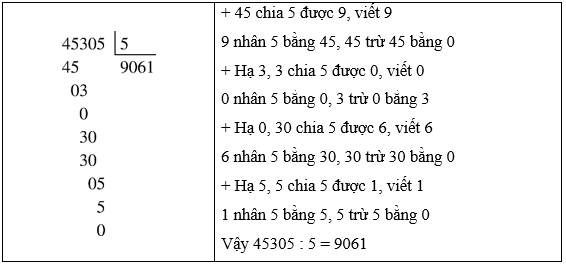 45305 5
45 9061
03
0
30
30
05
5
0
+ 45 chia 5 được 9, viết 9
9 nhân 5 bằng 45, 45 trừ 45 bằng 0
+ Hạ 3, 3 chia 5 được 0, viết 0
0 nhân 5 bằng 0, 3 trừ 0 bằng 3
+ Hạ 0, 30 chia 5 được 6, viết 6
6 nhân 5 bằng 30, 30 trừ 30 bằng 0
+ Hạ 5, 5 chia 5 được 1, viết 1
1 nhân 5 bằng 5, 5 trừ 5 bằng 0
Vậy 45305 : 5 = 9061